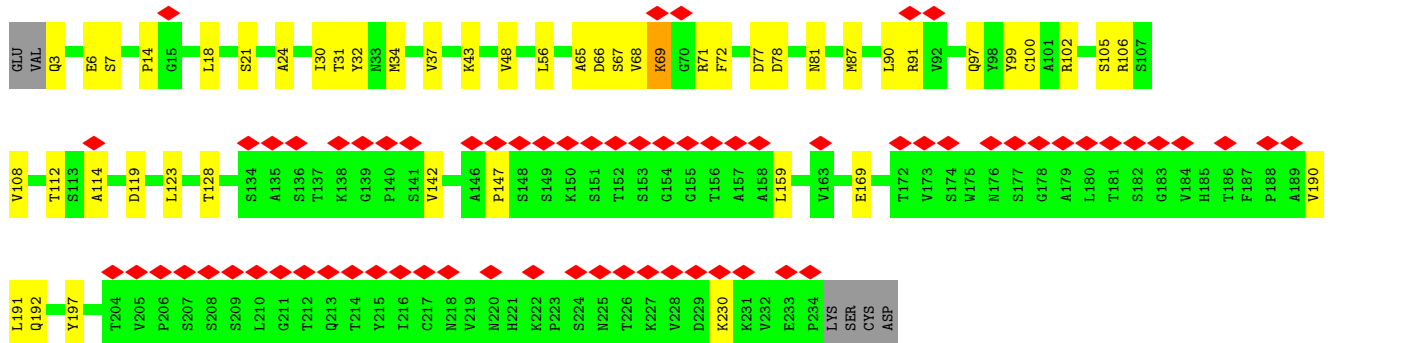 GLU VAL Q3 E6 S7 P14 G15 L18 S21 A24 I30 T31 Y32 N33 M34 V37 K43 V48 L56 A65 D66 S67 V68 K69 G70 R71 F72 D77 D78 N81 M87 L90 R91 V92 Q97 Y98 Y99 C100 A101 R102 S105 R106 S107
V108 T112 S113 A114 D119 L123 T128 S134 A135 S136 T137 K138 G139 P140 S141 V142 A146 P147 S148 S149 K150 S151 T152 S153 G154 G155 T156 A157 A158 L159 V163 E169 T172 V173 S174 W175 N176 S177 G178 A179 L180 T181 S182 G183 V184 H185 T186 F187 P188 A189 V190
L191 Q192 Y197 T204 V205 P206 S207 S208 S209 L210 G211 T212 Q213 T214 Y215 I216 C217 N218 V219 N220 H221 K222 P223 S224 N225 T226 K227 V228 D229 K230 K231 V232 E233 P234 LYS SER CYS ASP